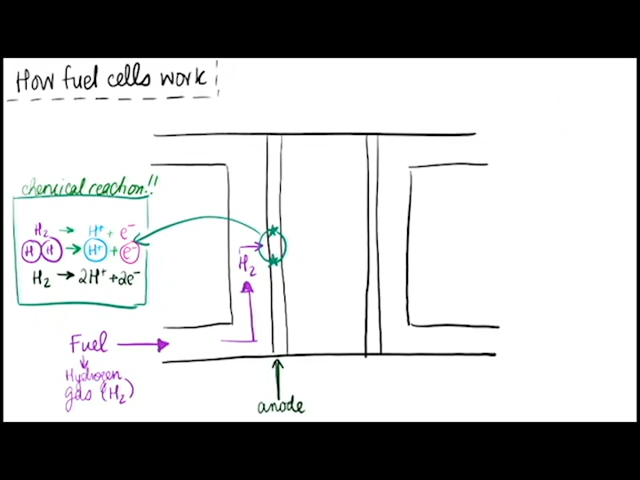 How fuel cells work
chemical reaction!!
H₂ → H⁺ + e⁻
H H → H⁺ + e⁻
H₂ → 2H⁺ + 2e⁻
H₂
Fuel
Hydrogen
gas (H₂)
anode